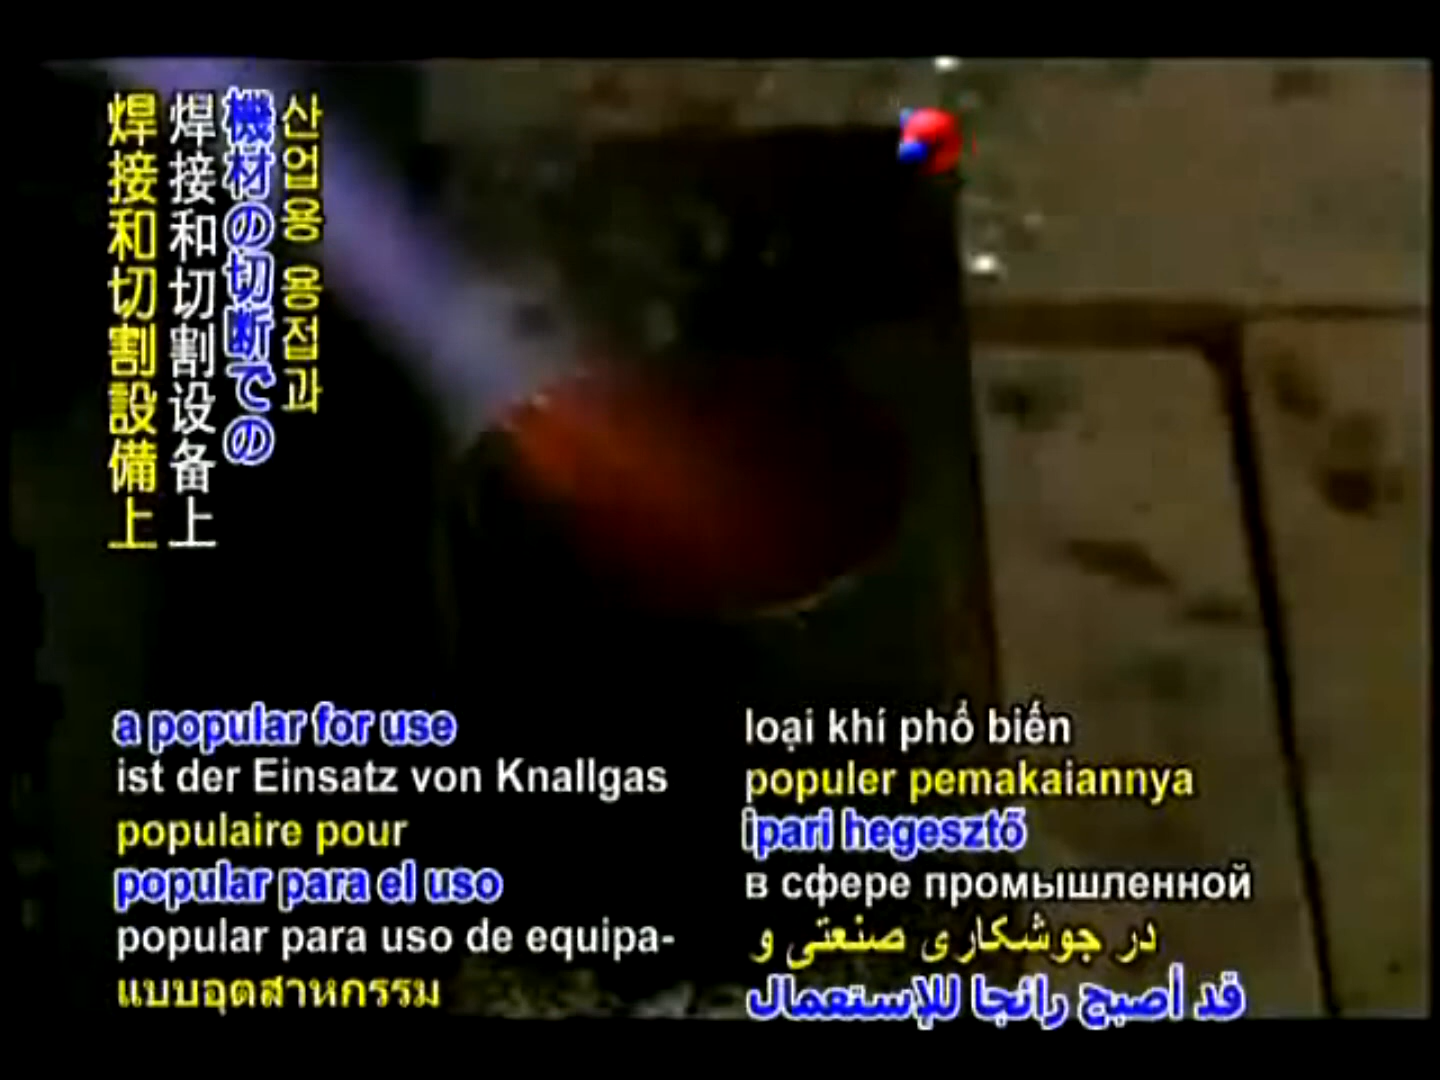 焊接和切割設備上
焊接和切割设备上
機材の切断での
산업용 용접과
a popular for use
ist der Einsatz von Knallgas
populaire pour
popular para el uso
popular para uso de equipa-
แบบอุตสาหกรรม
loại khí phổ biến
populer pemakaiannya
ipari hegesztő
в сфере промышленной
در جوشکاری صنعتی و
قد أصبح رائجا للإستعمال